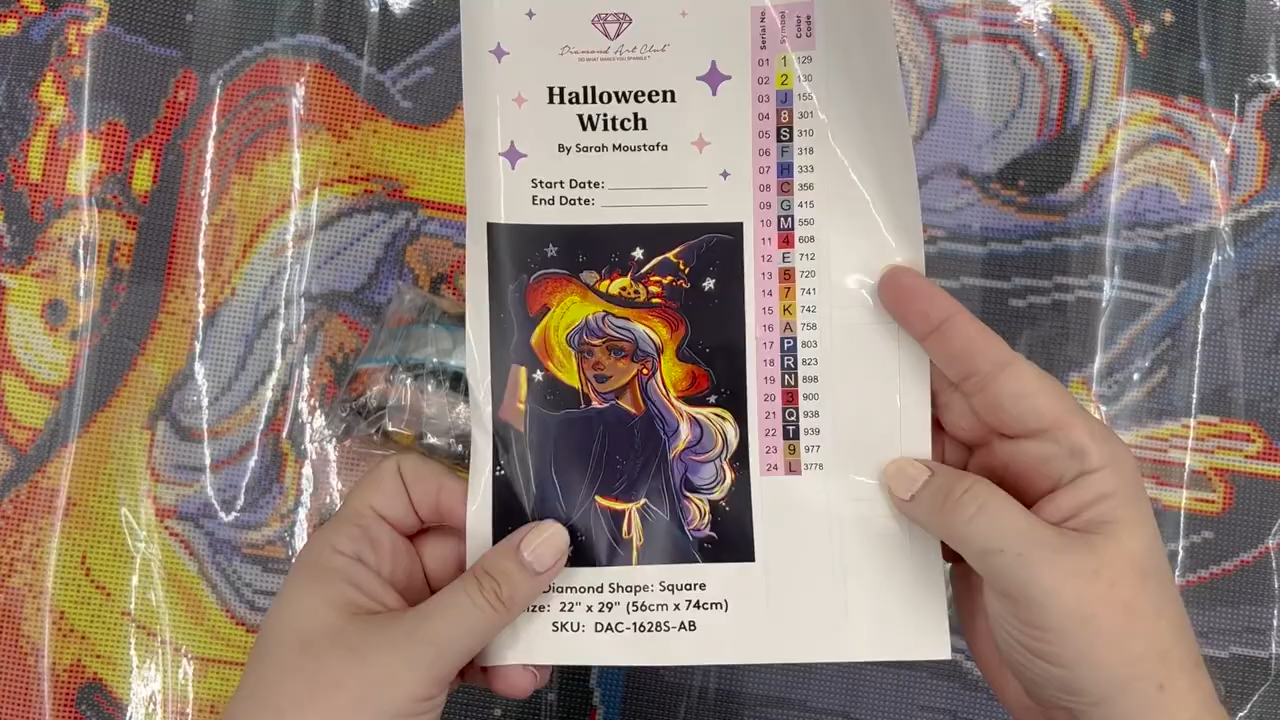 Diamond Art Club
DO WHAT MAKES YOU SPARKLE
Halloween
Witch
By Sarah Moustafa
Start Date:
End Date:
Diamond Shape: Square
22" x 29" (56cm x 74cm)
SKU: DAC-1628S-AB
Serial No. Symbol Color Code
01 1 129
02 2 130
03 J 155
04 8 301
05 S 310
06 F 318
07 H 333
08 C 356
09 G 415
10 M 550
11 4 608
12 E 712
13 5 720
14 7 741
15 K 742
16 A 758
17 P 803
18 R 823
19 N 898
20 3 900
21 Q 938
22 T 939
23 9 977
24 L 3778